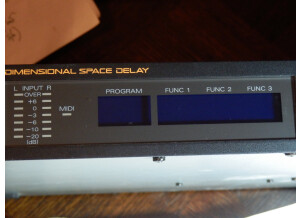 DIMENSIONAL SPACE DELAY
L INPUT R
OVER
+6
0
-3
-6
-10
-20
(dB)
MIDI
PROGRAM
FUNC 1 FUNC 2 FUNC 3